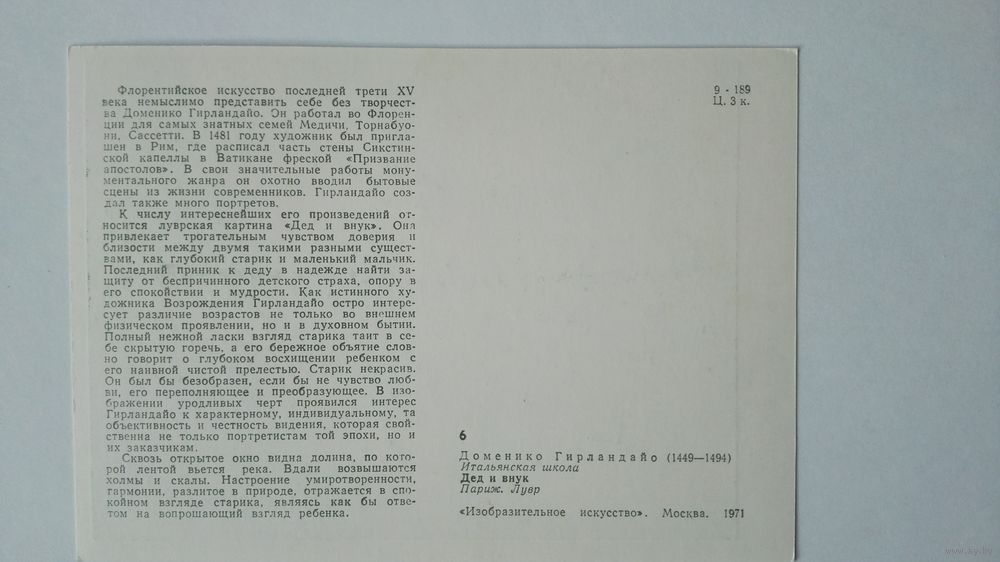 Флорентийское искусство последней трети XV
века немыслимо представить себе без творчест-
ва Доменико Гирландайо. Он работал во Флорен-
ции для самых знатных семей Медичи, Торнабуо-
ни, Сассетти. В 1481 году художник был пригла-
шен в Рим, где расписал часть стены Сикстин-
ской капеллы в Ватикане фреской «Призвание
апостолов». В свои значительные работы мону-
ментального жанра он охотно вводил бытовые
сцены из жизни современников. Гирландайо соз-
дал также много портретов.
К числу интереснейших его произведений от-
носится луврская картина «Дед и внук». Она
привлекает трогательным чувством доверия и
близости между двумя такими разными сущест-
вами, как глубокий старик и маленький мальчик.
Последний приник к деду в надежде найти за-
щиту от беспричинного детского страха, опору в
его спокойствии и мудрости. Как истинного ху-
дожника Возрождения Гирландайо остро интере-
сует различие возрастов не только во внешнем
физическом проявлении, но и в духовном бытии.
Полный нежной ласки взгляд старика таит в се-
бе скрытую горечь, а его бережное объятие слов-
но говорит о глубоком восхищении ребенком с
его наивной чистой прелестью. Старик некрасив.
Он был бы безобразен, если бы не чувство люб-
ви, его переполняющее и преобразующее. В изо-
бражении уродливых черт проявился интерес
Гирландайо к характерному, индивидуальному, та
объективность и честность видения, которая свой-
ственна не только портретистам той эпохи, но и
их заказчикам.
Сквозь открытое окно видна долина, по кото-
рой лентой вьется река. Вдали возвышаются
холмы и скалы. Настроение умиротворенности,
гармонии, разлитое в природе, отражается в спо-
койном взгляде старика, являясь как бы отве-
том на вопрошающий взгляд ребенка.
9 - 189
Ц. 3 к.
6
Доменико Гирландайо (1449—1494)
Итальянская школа
Дед и внук
Париж. Лувр
«Изобразительное искусство». Москва. 1971
www.ay.by